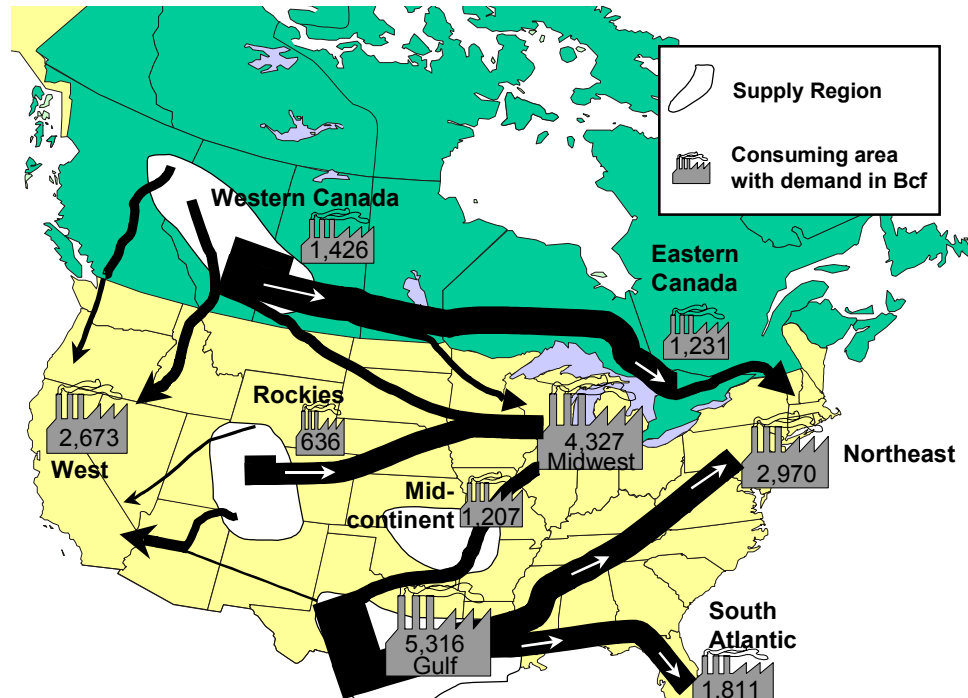 Supply Region
Consuming area
with demand in Bcf
Western Canada
1,426
Eastern
Canada
1,231
Rockies
636
2,673
West
4,327
Midwest
Northeast
2,970
Mid-
continent
1,207
5,316
Gulf
South
Atlantic
1,811